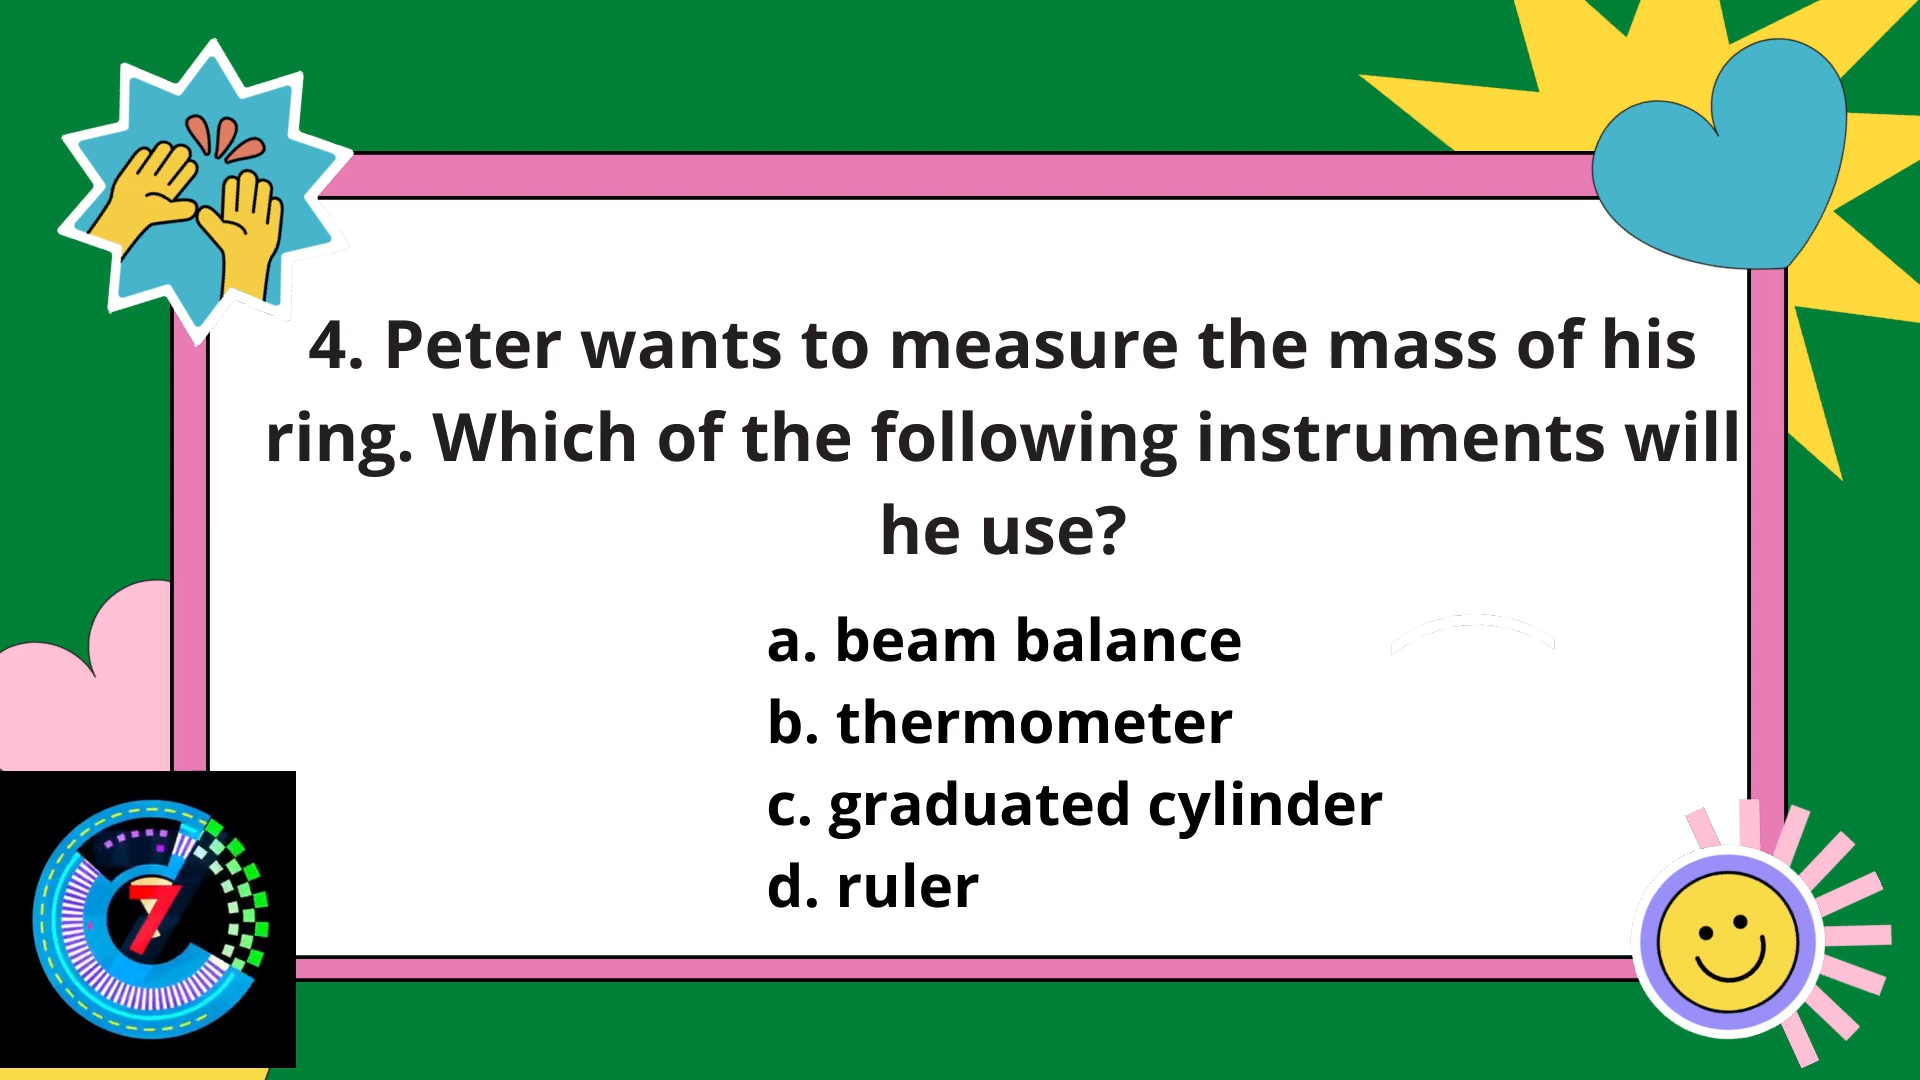 4. Peter wants to measure the mass of his
ring. Which of the following instruments will
he use?
a. beam balance
b. thermometer
c. graduated cylinder
d. ruler
7